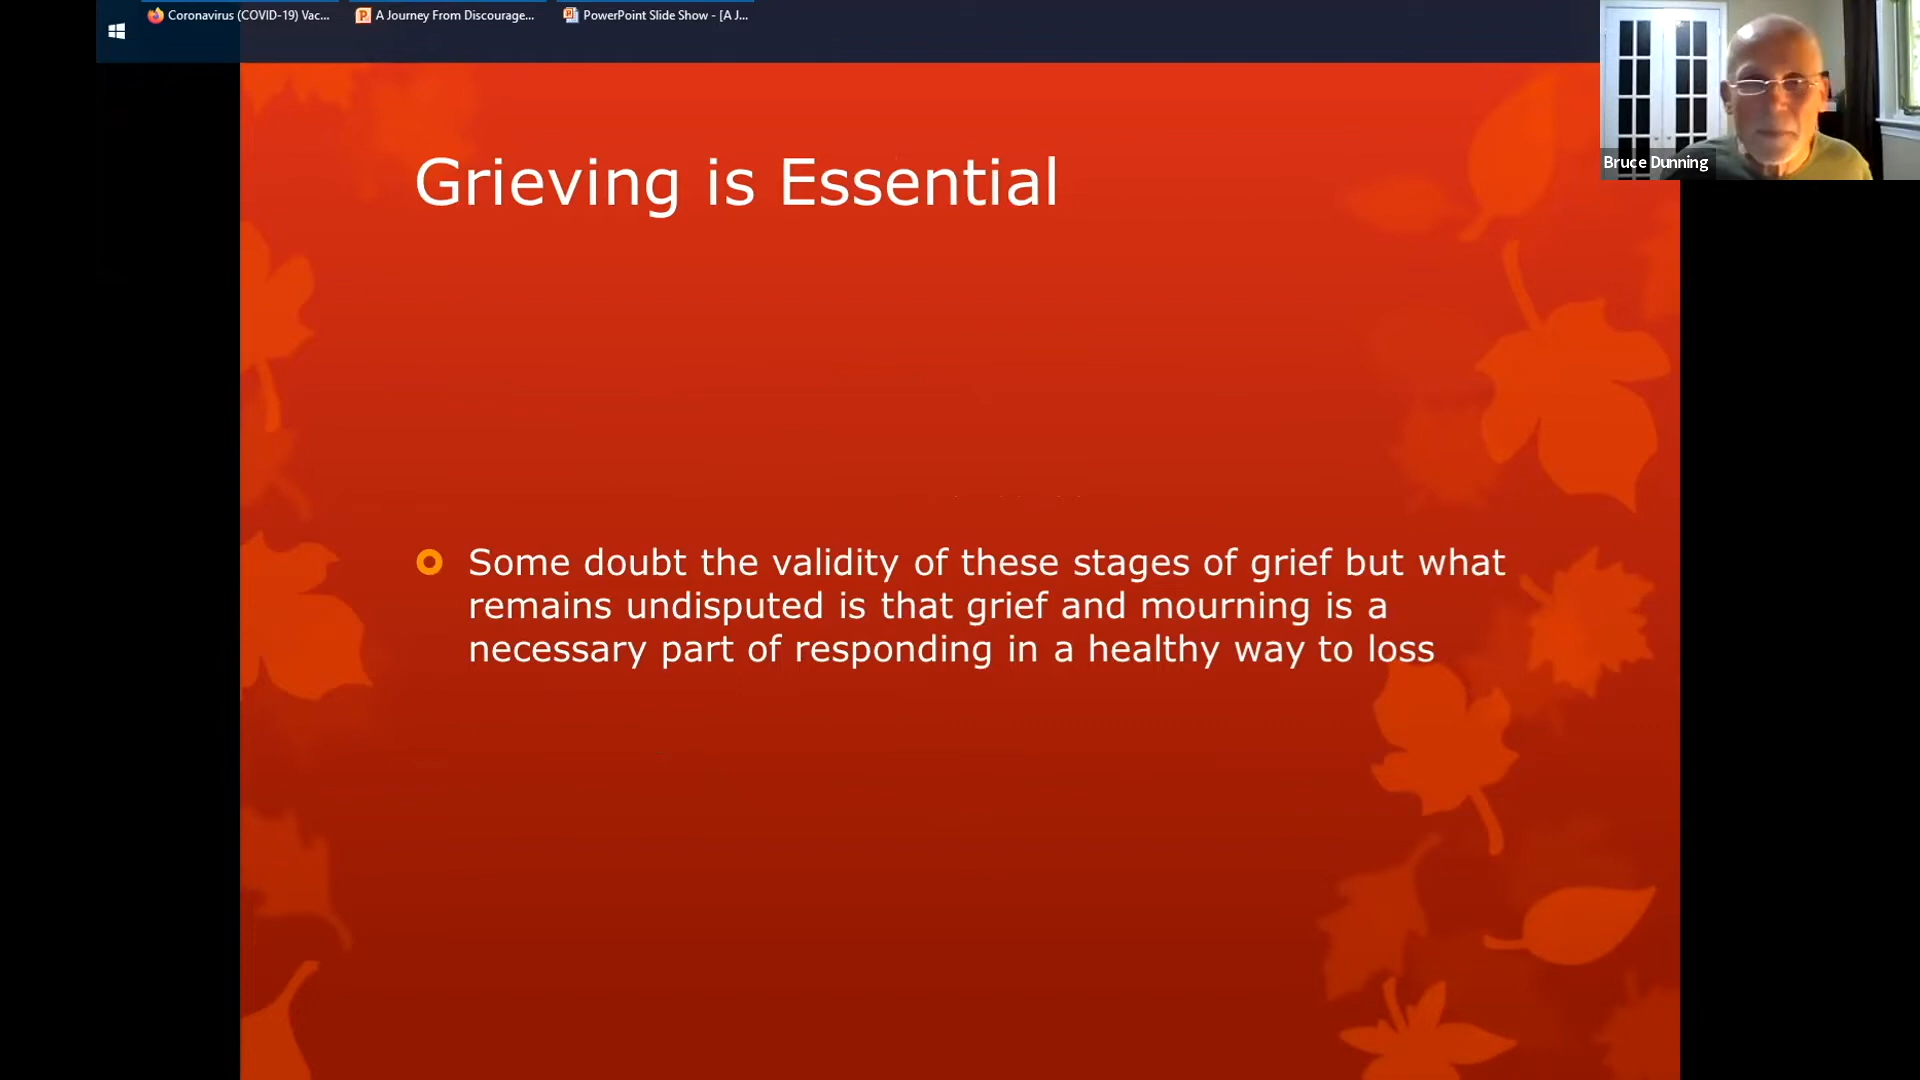 Coronavirus (COVID-19) Vac...
A Journey From Discourage...
PowerPoint Slide Show - [A J...
Bruce Dunning
Grieving is Essential
Some doubt the validity of these stages of grief but what
remains undisputed is that grief and mourning is a
necessary part of responding in a healthy way to loss